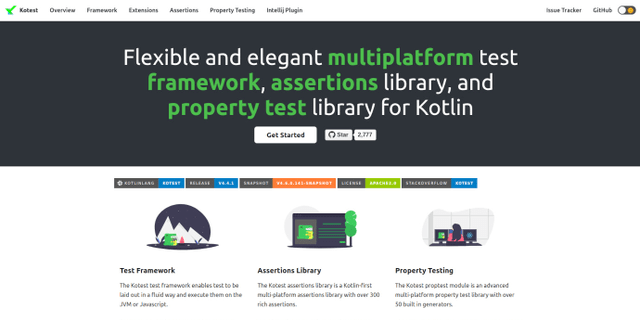 Kotest Overview Framework Extensions Assertions Property Testing Intellij Plugin Issue Tracker GitHub
Flexible and elegant multiplatform test
framework, assertions library, and
property test library for Kotlin
Get Started Star 2,777
KOTLINLANG KOTEST RELEASE V4.4.1 SNAPSHOT LICENSE APACHE2.0 STACKOVERFLOW KOTEST
Test Framework Assertions Library Property Testing
The Kotest test framework enables test to be
laid out in a fluid way and execute them on the
JVM or Javascript.
The Kotest assertions library is a Kotlin-first
multi-platform assertions library with over 300
rich assertions.
The Kotest proptest module is an advanced
multi-platform property test library with over
50 built in generators.